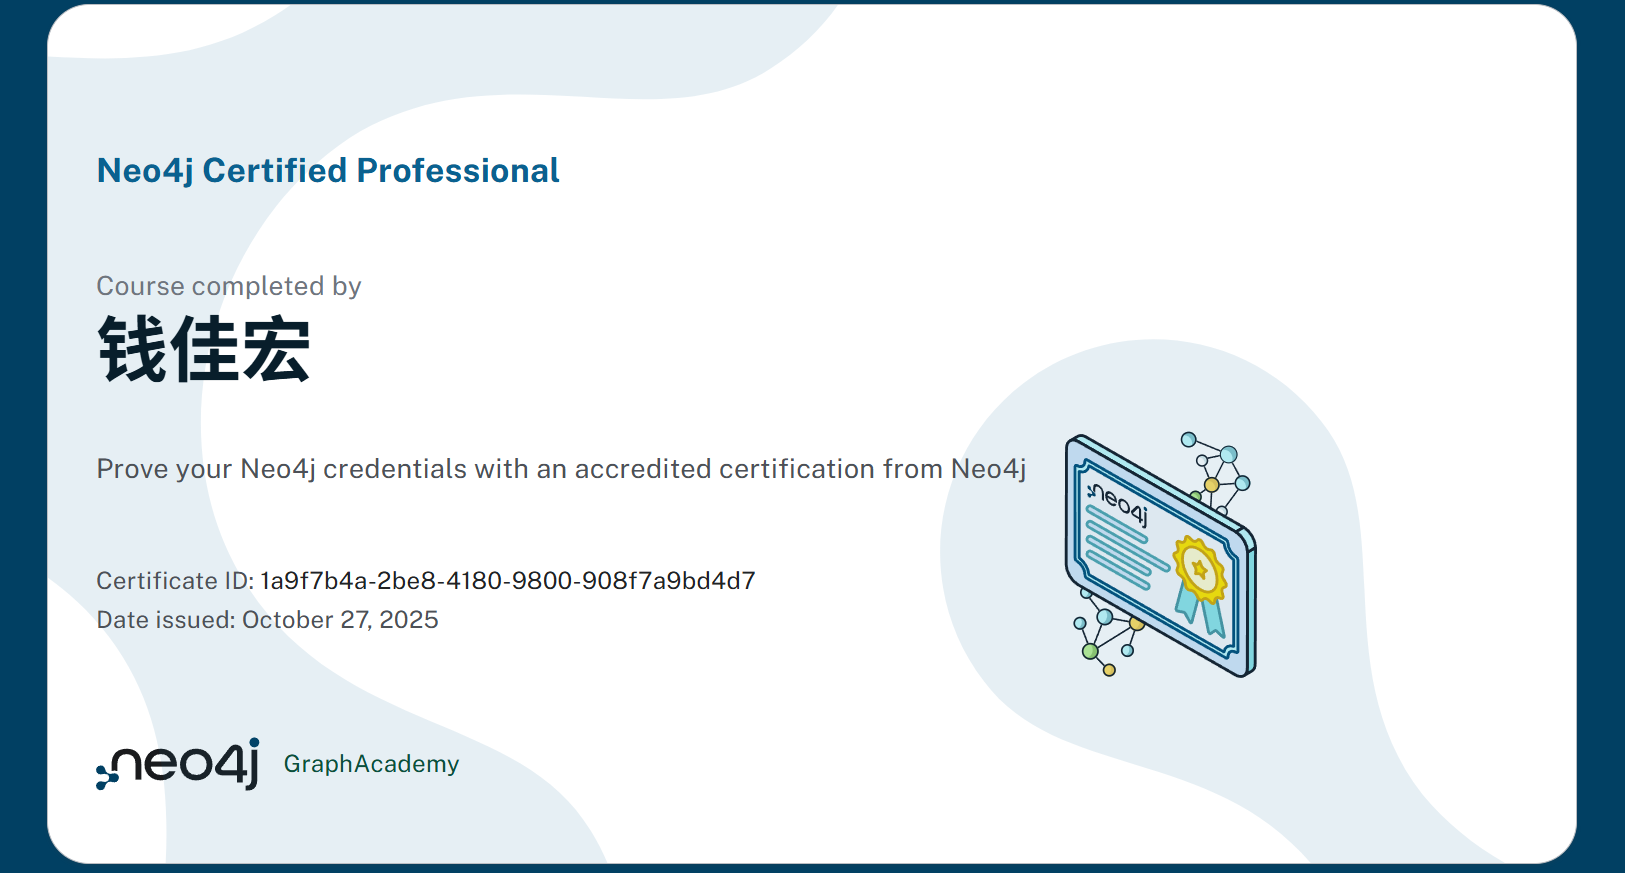 Neo4j Certified Professional
Course completed by
钱佳宏
Prove your Neo4j credentials with an accredited certification from Neo4j
neo4j
Certificate ID: 1a9f7b4a-2be8-4180-9800-908f7a9bd4d7
Date issued: October 27, 2025
neo4j GraphAcademy